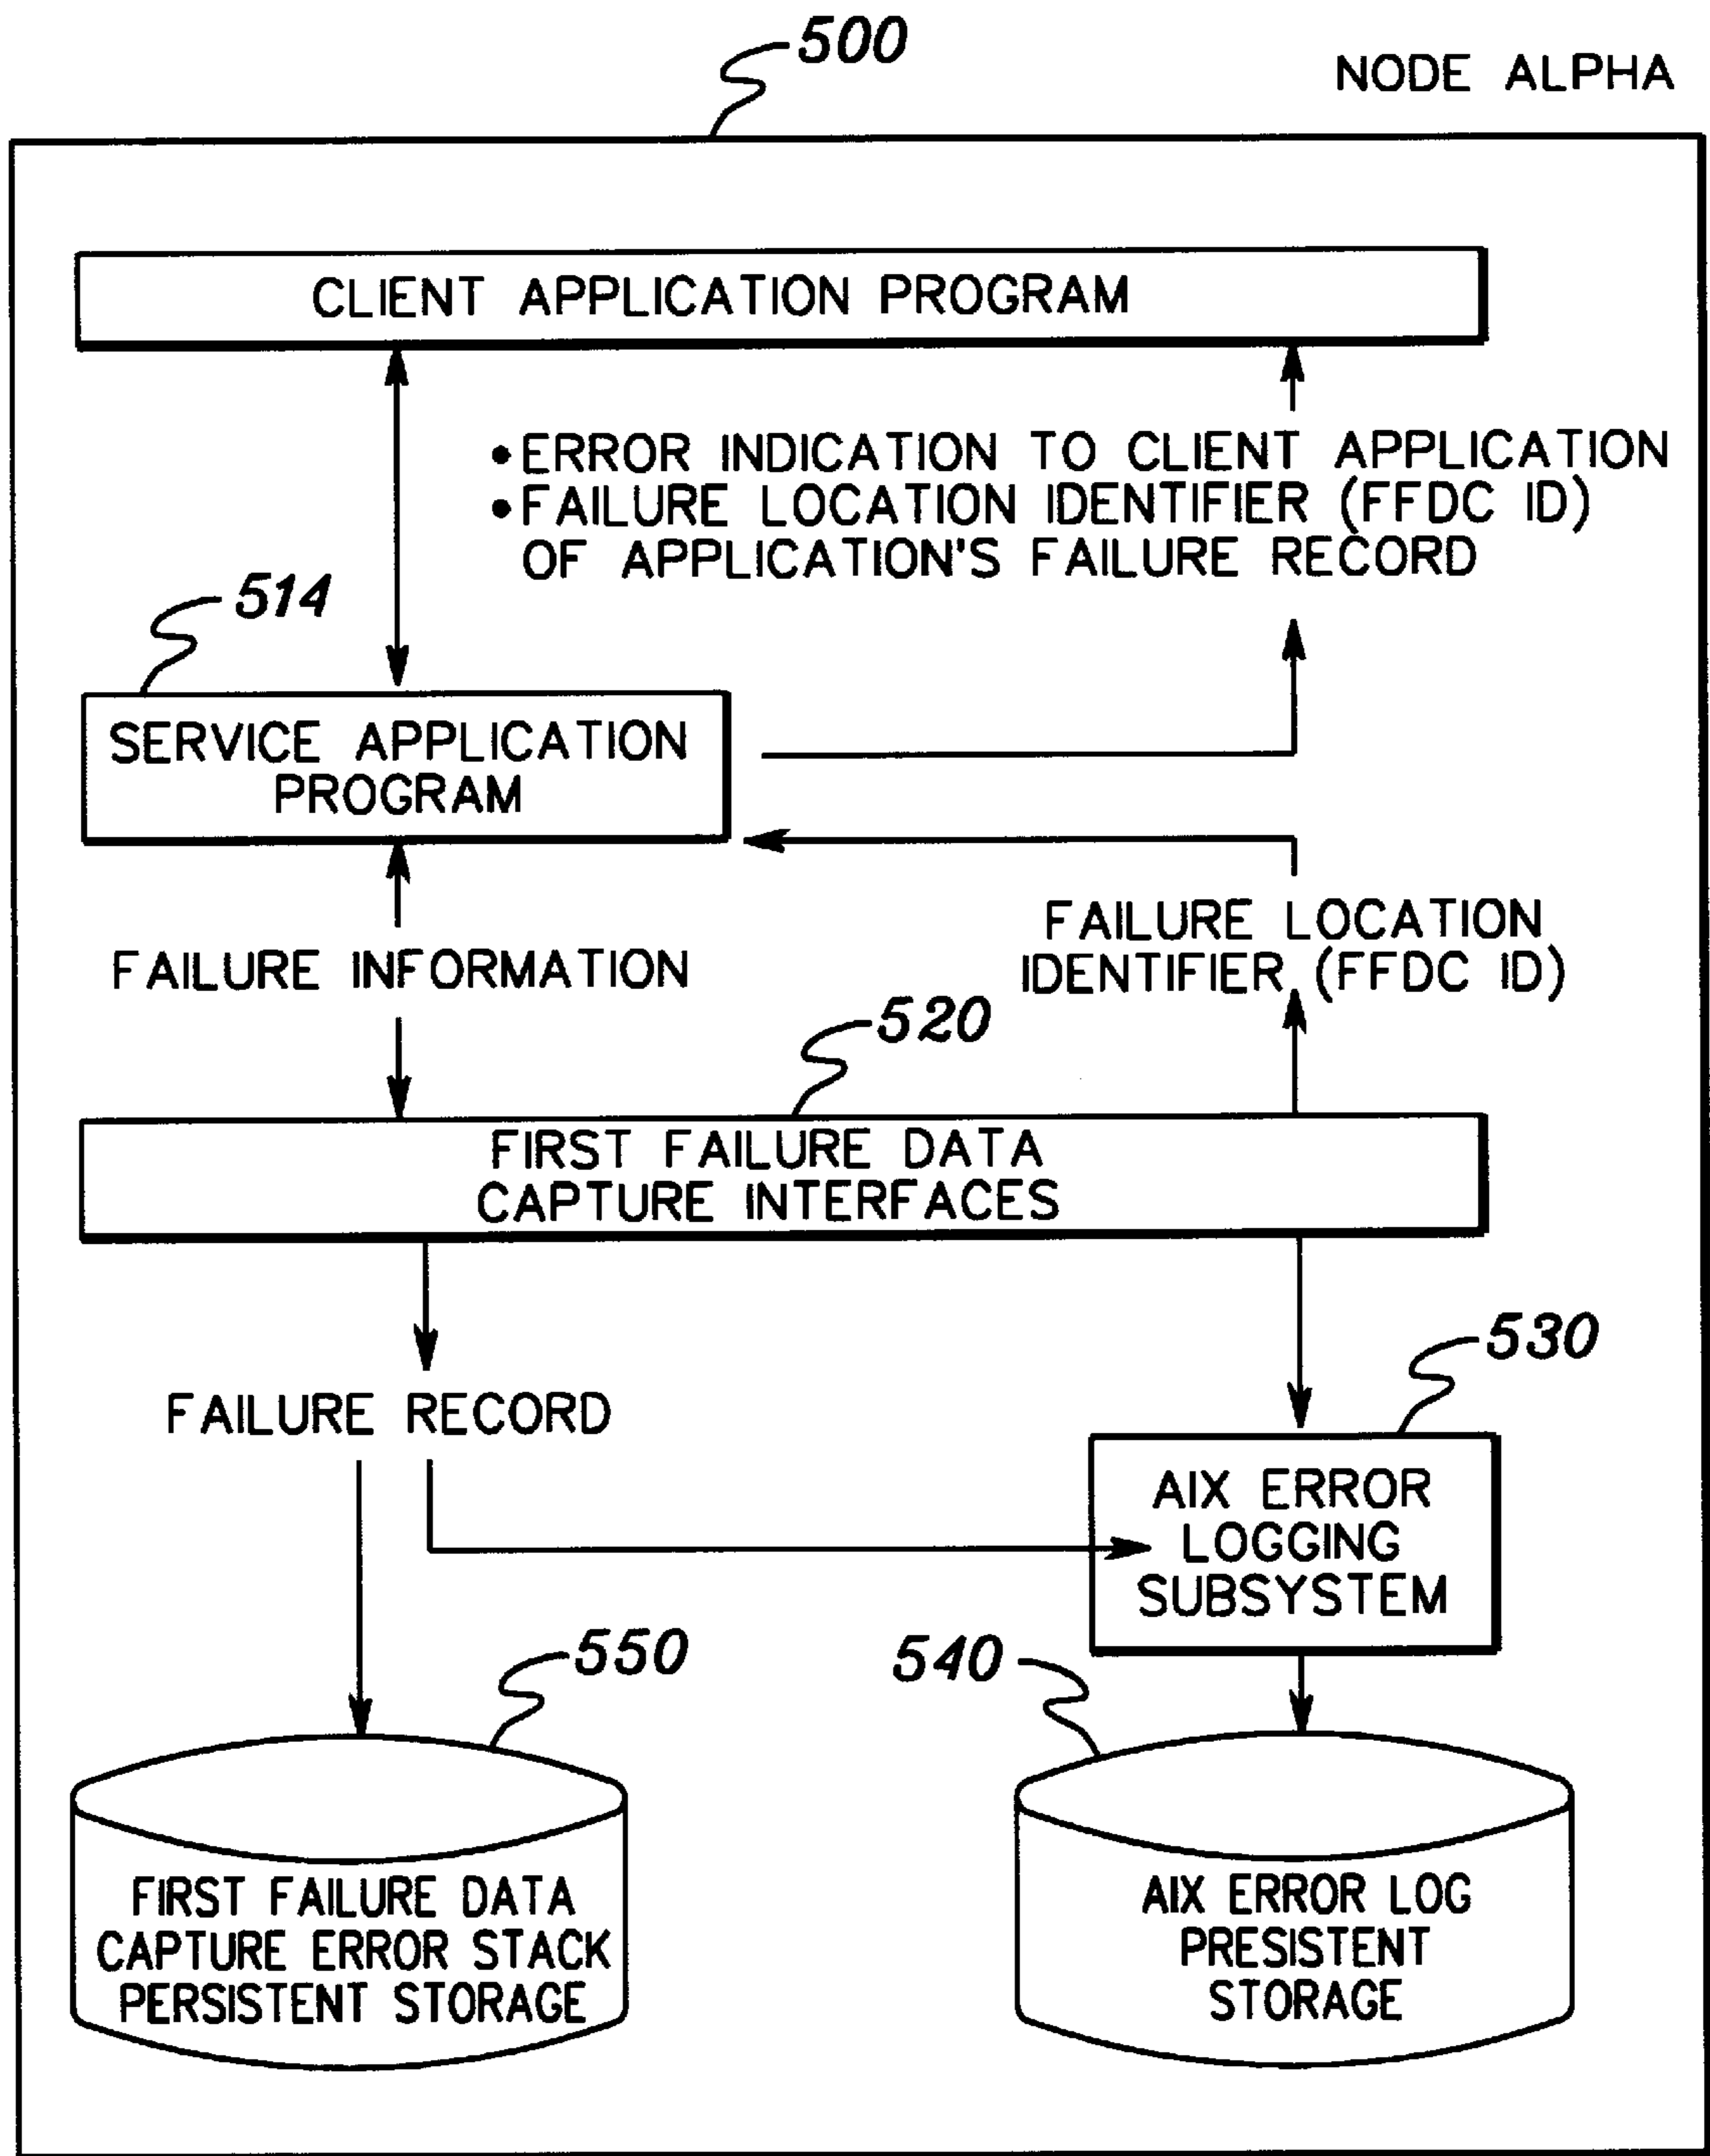 500
NODE ALPHA
CLIENT APPLICATION PROGRAM
• ERROR INDICATION TO CLIENT APPLICATION
• FAILURE LOCATION IDENTIFIER (FFDC ID)
OF APPLICATION'S FAILURE RECORD
514
SERVICE APPLICATION
PROGRAM
FAILURE INFORMATION
FAILURE LOCATION
IDENTIFIER (FFDC ID)
520
FIRST FAILURE DATA
CAPTURE INTERFACES
530
FAILURE RECORD
AIX ERROR
LOGGING
SUBSYSTEM
550
540
FIRST FAILURE DATA
CAPTURE ERROR STACK
PERSISTENT STORAGE
AIX ERROR LOG
PRESISTENT
STORAGE